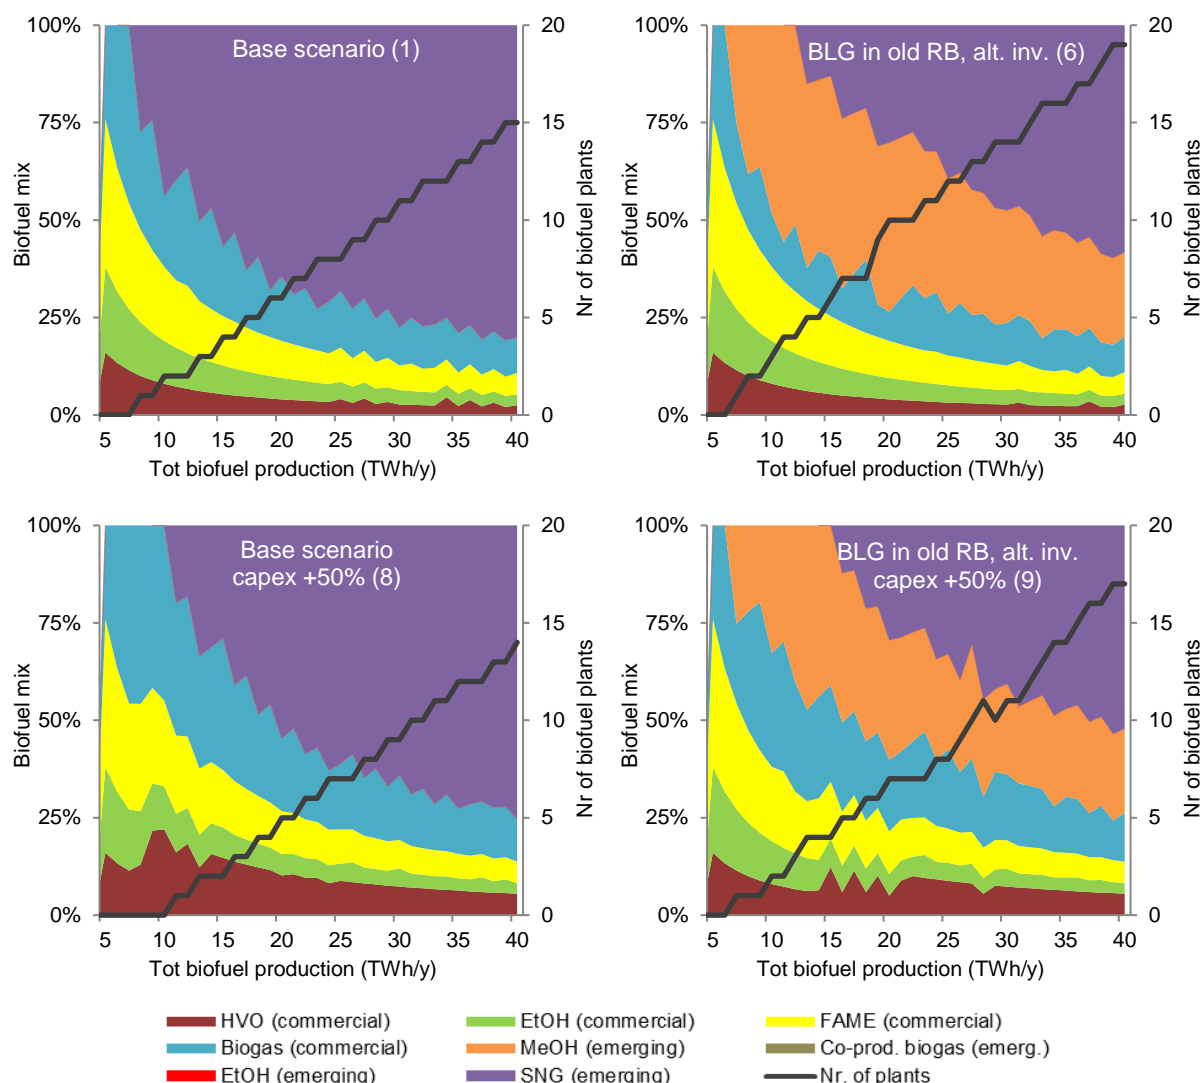 100%
75%
50%
25%
0%
Biofuel mix
Base scenario (1)
20
15
10
5
0
Nr of biofuel plants
5 10 15 20 25 30 35 40
Tot biofuel production (TWh/y)
100%
75%
50%
25%
0%
Biofuel mix
BLG in old RB, alt. inv. (6)
20
15
10
5
0
Nr of biofuel plants
5 10 15 20 25 30 35 40
Tot biofuel production (TWh/y)
100%
75%
50%
25%
0%
Biofuel mix
Base scenario
capex +50% (8)
20
15
10
5
0
Nr of biofuel plants
5 10 15 20 25 30 35 40
Tot biofuel production (TWh/y)
100%
75%
50%
25%
0%
Biofuel mix
BLG in old RB, alt. inv.
capex +50% (9)
20
15
10
5
0
Nr of biofuel plants
5 10 15 20 25 30 35 40
Tot biofuel production (TWh/y)
HVO (commercial) EtOH (commercial) FAME (commercial)
Biogas (commercial) MeOH (emerging) Co-prod. biogas (emerg.)
EtOH (emerging) SNG (emerging) Nr. of plants